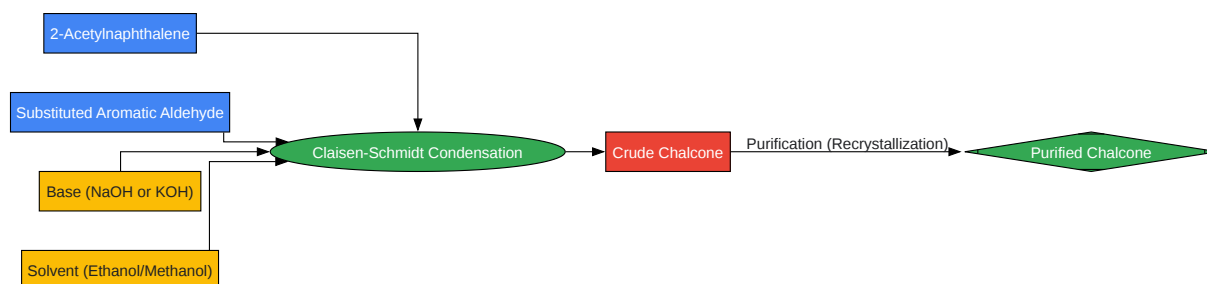 2-Acetylnaphthalene
Substituted Aromatic Aldehyde
Claisen-Schmidt Condensation
Crude Chalcone
Purification (Recrystallization)
Purified Chalcone
Base (NaOH or KOH)
Solvent (Ethanol/Methanol)